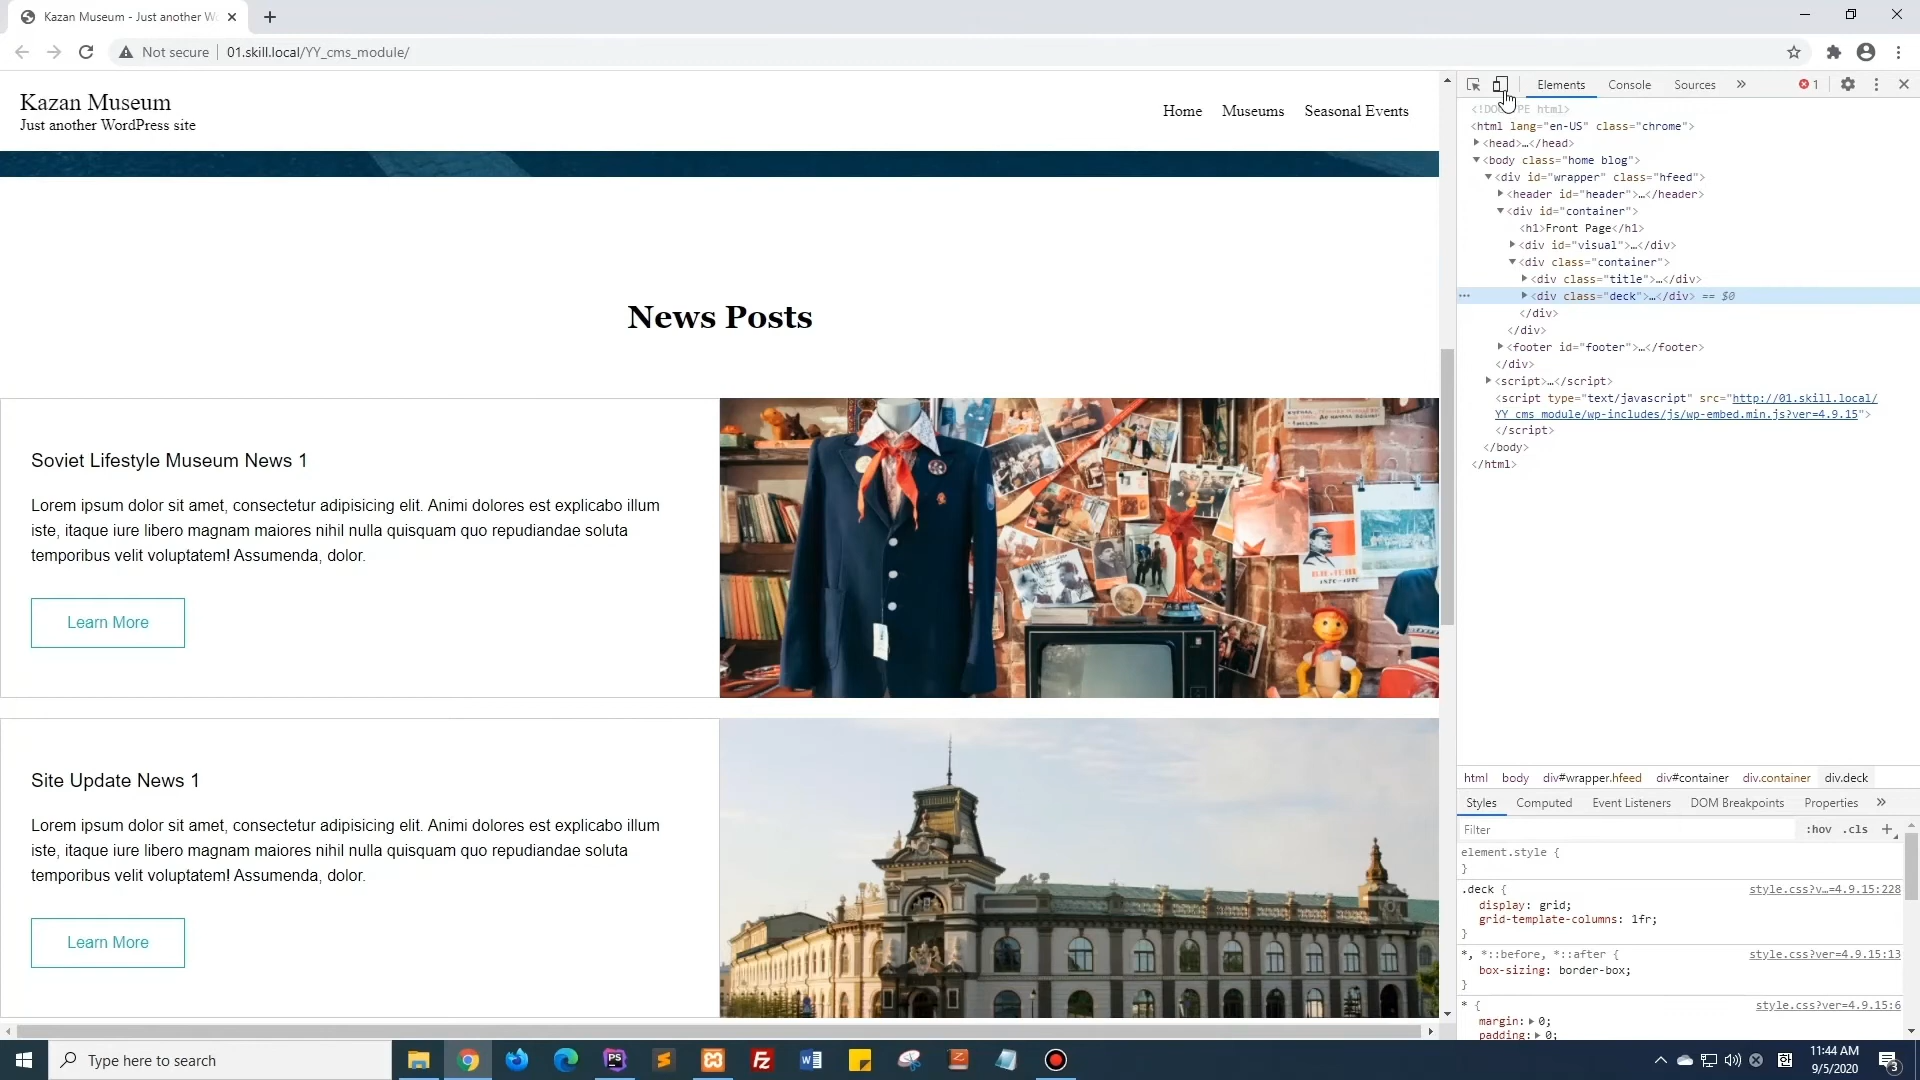 Kazan Museum - Just another W
Not secure
01.skill.local/YY_cms_module/
Kazan Museum
Just another WordPress site
Home Museums Seasonal Events
News Posts
Soviet Lifestyle Museum News 1
Lorem ipsum dolor sit amet, consectetur adipisicing elit. Animi dolores est explicabo illum
iste, itaque iure libero magnam maiores nihil nulla quisquam quo repudiandae soluta
temporibus velit voluptatem! Assumenda, dolor.
Learn More
Site Update News 1
Lorem ipsum dolor sit amet, consectetur adipisicing elit. Animi dolores est explicabo illum
iste, itaque iure libero magnam maiores nihil nulla quisquam quo repudiandae soluta
temporibus velit voluptatem! Assumenda, dolor.
Learn More
Elements Console Sources » 1
<html lang="en-US" class="chrome">
<head>…</head>
<body class="home blog">
<div id="wrapper" class="hfeed">
<header id="header">…</header>
<div id="container">
<h1>Front Page</h1>
<div id="visual">…</div>
<div class="container">
<div class="title">…</div>
<div class="deck">…</div> == $0
</div>
</div>
<footer id="footer">…</footer>
</div>
<script>…</script>
<script type="text/javascript" src="http://01.skill.local/
YY_cms_module/wp-includes/js/wp-embed.min.js?ver=4.9.15">
</script>
</body>
</html>
html body div#wrapper.hfeed div#container div.container div.deck
Styles Computed Event Listeners DOM Breakpoints Properties »
Filter :hov .cls +
element.style {
}
.deck { style.css?v…=4.9.15:228
display: grid;
grid-template-columns: 1fr;
}
*, *::before, *::after { style.css?ver=4.9.15:13
box-sizing: border-box;
}
* { style.css?ver=4.9.15:6
margin: 0;
padding: 0;
Type here to search
PS
Fz
W
한
11:44 AM
9/5/2020
3